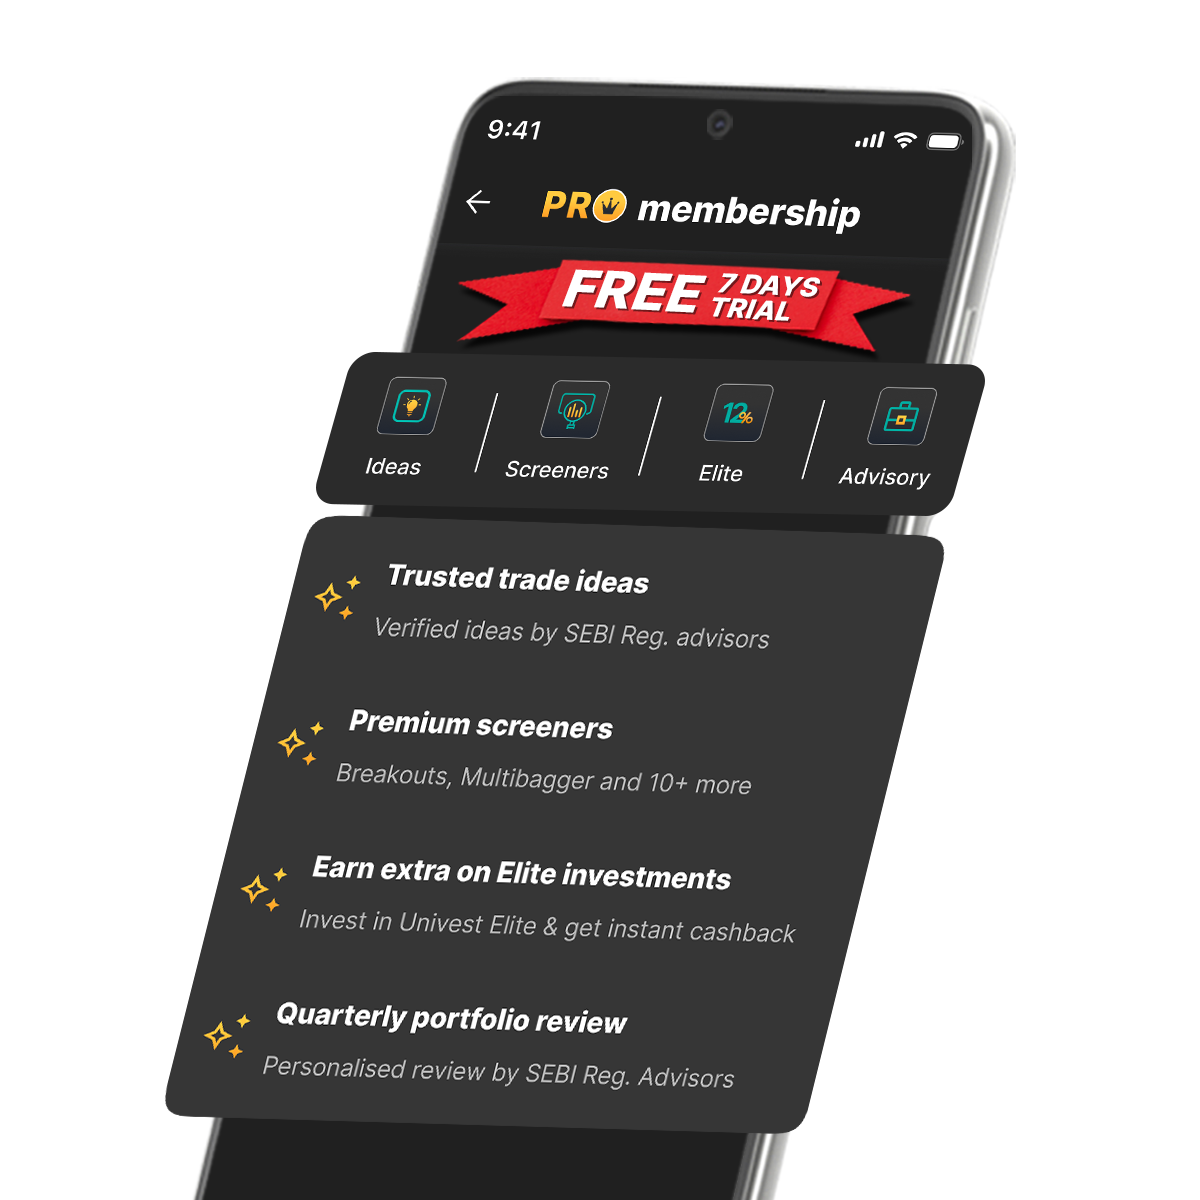 9:41
PRO membership
FREE 7 DAYS
TRIAL
Ideas
Screeners
12%
Elite
Advisory
Trusted trade ideas
Verified ideas by SEBI Reg. advisors
Premium screeners
Breakouts, Multibagger and 10+ more
Earn extra on Elite investments
Invest in Univest Elite & get instant cashback
Quarterly portfolio review
Personalised review by SEBI Reg. Advisors